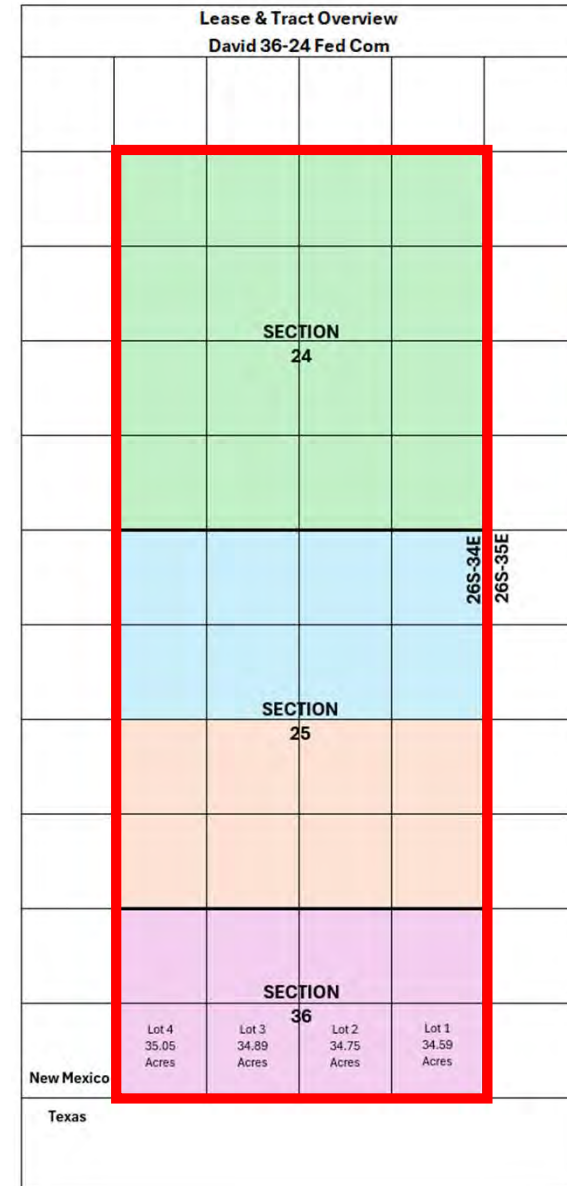 Lease & Tract Overview
David 36-24 Fed Com
SECTION
24
26S-34E
26S-35E
SECTION
25
SECTION
36
Lot 4
35.05
Acres
Lot 3
34.89
Acres
Lot 2
34.75
Acres
Lot 1
34.59
Acres
New Mexico
Texas